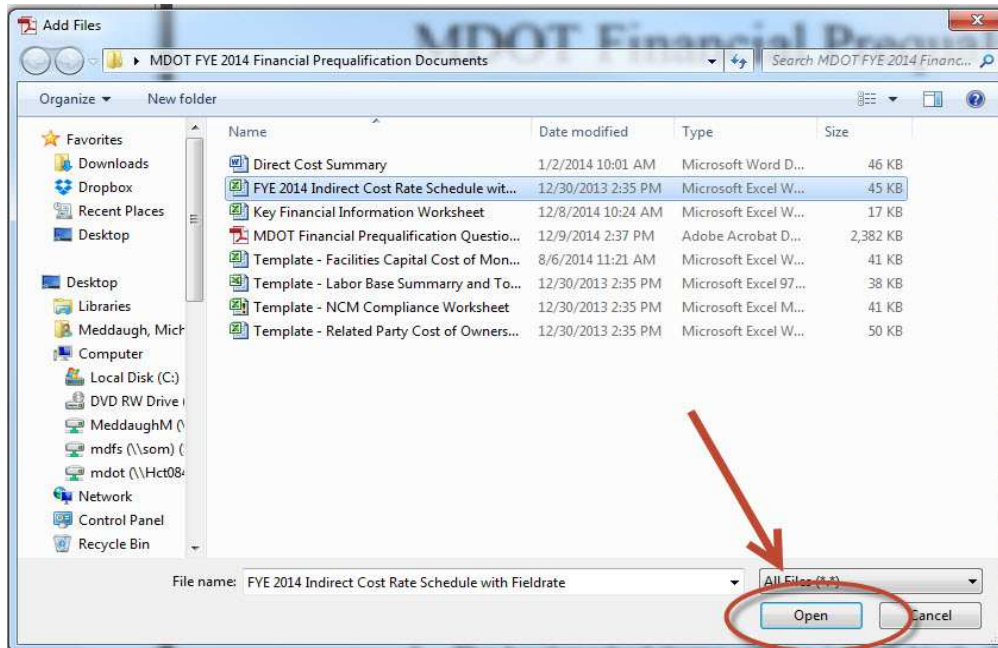 Add Files
MDOT Financial Prequal
MDOT FYE 2014 Financial Prequalification Documents
Search MDOT FYE 2014 Financ...
Organize
New folder
Name Date modified Type Size
Favorites
Downloads
Dropbox
Recent Places
Desktop
Desktop
Libraries
Meddaugh, Mich
Computer
Local Disk (C:)
DVD RW Drive (
MeddaughM (\
mdfs (\\som) (
mdot (\\Hct084
Network
Control Panel
Recycle Bin
Direct Cost Summary 1/2/2014 10:01 AM Microsoft Word D... 46 KB
FYE 2014 Indirect Cost Rate Schedule wit... 12/30/2013 2:35 PM Microsoft Excel W... 45 KB
Key Financial Information Worksheet 12/8/2014 10:24 AM Microsoft Excel W... 17 KB
MDOT Financial Prequalification Questio... 12/9/2014 2:37 PM Adobe Acrobat D... 2,382 KB
Template - Facilities Capital Cost of Mon... 8/6/2014 11:21 AM Microsoft Excel W... 41 KB
Template - Labor Base Summarry and To... 12/30/2013 2:35 PM Microsoft Excel 97... 38 KB
Template - NCM Compliance Worksheet 12/30/2013 2:35 PM Microsoft Excel M... 41 KB
Template - Related Party Cost of Owners... 12/30/2013 2:35 PM Microsoft Excel W... 50 KB
File name: FYE 2014 Indirect Cost Rate Schedule with Fieldrate
All Files (*.*)
Open
Cancel